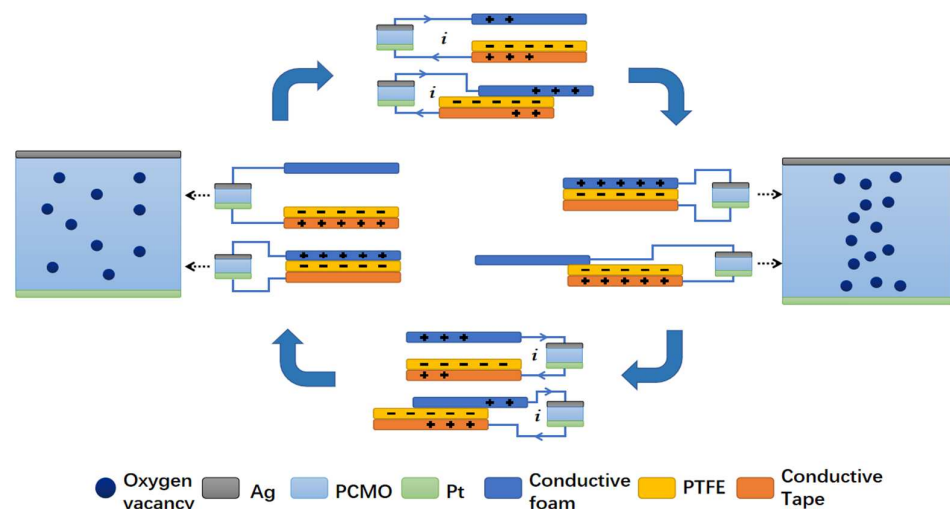 + +
i
- - - - -
+ + +
i
+ + +
- - - - -
+ +
- - - - -
+ + + + +
+ + + + +
- - - - -
+ + + + +
- - - - -
- - - - -
+ + + + +
+ + +
i
- - - - -
+ +
+ +
i
- - - - -
+ + +
Oxygen vacancy
Ag
PCMO
Pt
Conductive foam
PTFE
Conductive Tape